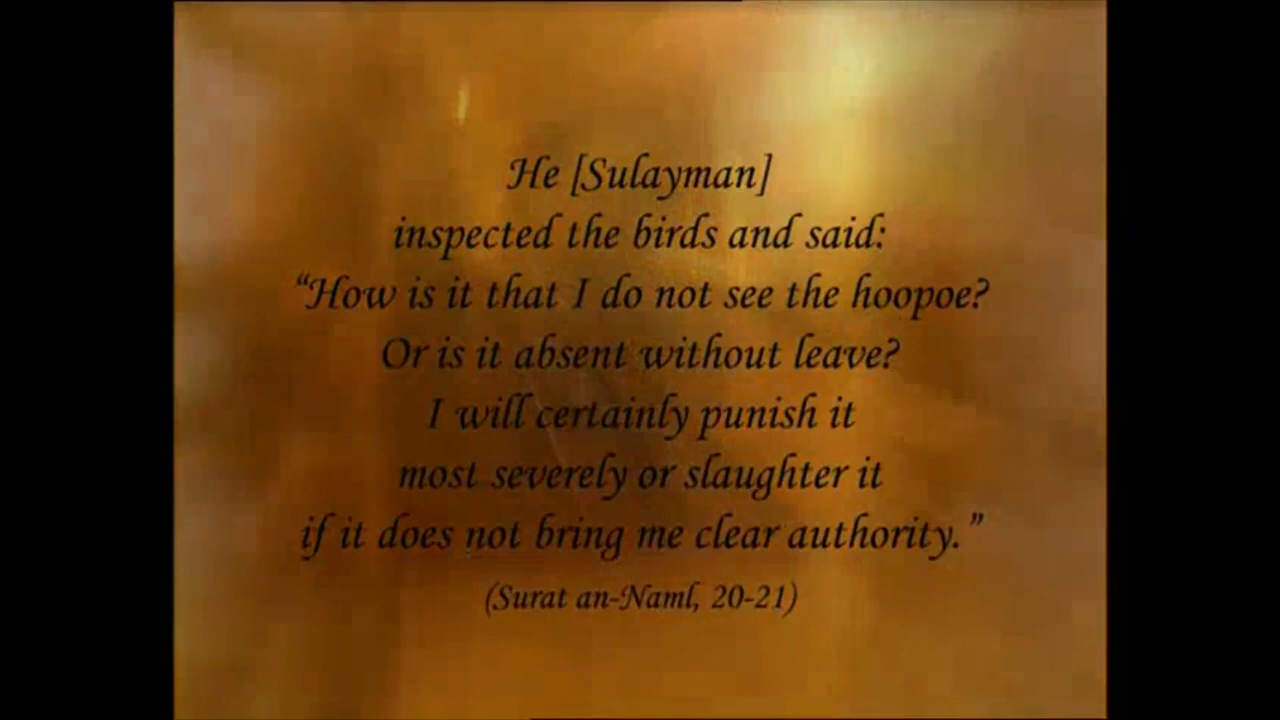 He [Sulayman]
inspected the birds and said:
“How is it that I do not see the hoopoe?
Or is it absent without leave?
I will certainly punish it
most severely or slaughter it
if it does not bring me clear authority.”
(Surat an-Naml, 20-21)